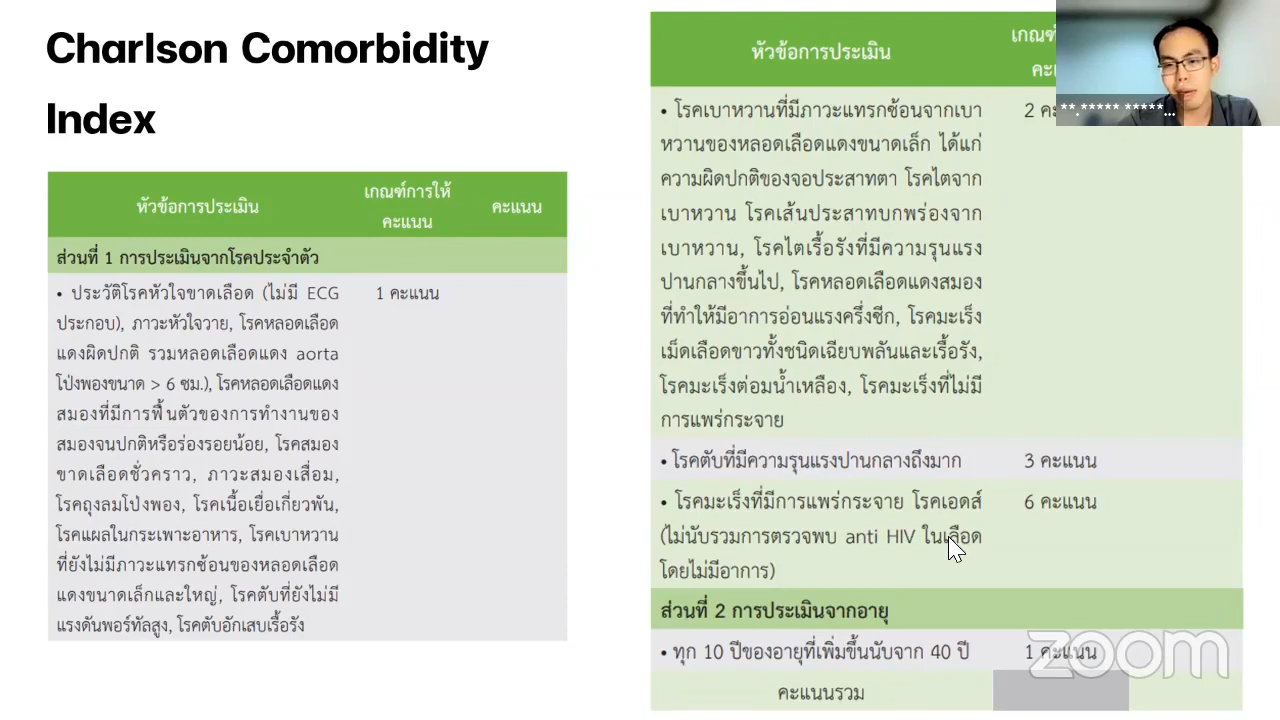 Charlson Comorbidity
Index
หัวข้อการประเมิน
เกณฑ์การให้
คะแนน
คะแนน
ส่วนที่ 1 การประเมินจากโรคประจำตัว
• ประวัติโรคหัวใจขาดเลือด (ไม่มี ECG
1 คะแนน
ประกอบ), ภาวะหัวใจวาย, โรคหลอดเลือด
แดงผิดปกติ รวมหลอดเลือดแดง aorta
โป่งพองขนาด > 6 ซม.), โรคหลอดเลือดแดง
สมองที่มีการฟื้นตัวของการทำงานของ
สมองจนปกติหรือร่องรอยน้อย, โรคสมอง
ขาดเลือดชั่วคราว, ภาวะสมองเสื่อม,
โรคถุงลมโป่งพอง, โรคเนื้อเยื่อเกี่ยวพัน,
โรคแผลในกระเพาะอาหาร, โรคเบาหวาน
ที่ยังไม่มีภาวะแทรกซ้อนของหลอดเลือด
แดงขนาดเล็กและใหญ่, โรคตับที่ยังไม่มี
แรงดันพอร์ทัลสูง, โรคตับอักเสบเรื้อรัง
หัวข้อการประเมิน
เกณฑ์
คะ
• โรคเบาหวานที่มีภาวะแทรกซ้อนจากเบา
2 คะ
หวานของหลอดเลือดแดงขนาดเล็ก ได้แก่
ความผิดปกติของจอประสาทตา โรคไตจาก
เบาหวาน โรคเส้นประสาทบกพร่องจาก
เบาหวาน, โรคไตเรื้อรังที่มีความรุนแรง
ปานกลางขึ้นไป, โรคหลอดเลือดแดงสมอง
ที่ทำให้มีอาการอ่อนแรงครึ่งซีก, โรคมะเร็ง
เม็ดเลือดขาวทั้งชนิดเฉียบพลันและเรื้อรัง,
โรคมะเร็งต่อมน้ำเหลือง, โรคมะเร็งที่ไม่มี
การแพร่กระจาย
• โรคตับที่มีความรุนแรงปานกลางถึงมาก
3 คะแนน
• โรคมะเร็งที่มีการแพร่กระจาย โรคเอดส์
6 คะแนน
(ไม่นับรวมการตรวจพบ anti HIV ในเลือด
โดยไม่มีอาการ)
ส่วนที่ 2 การประเมินจากอายุ
• ทุก 10 ปีของอายุที่เพิ่มขึ้นนับจาก 40 ปี
1 คะแนน
คะแนนรวม
**.***** *****...
zoom